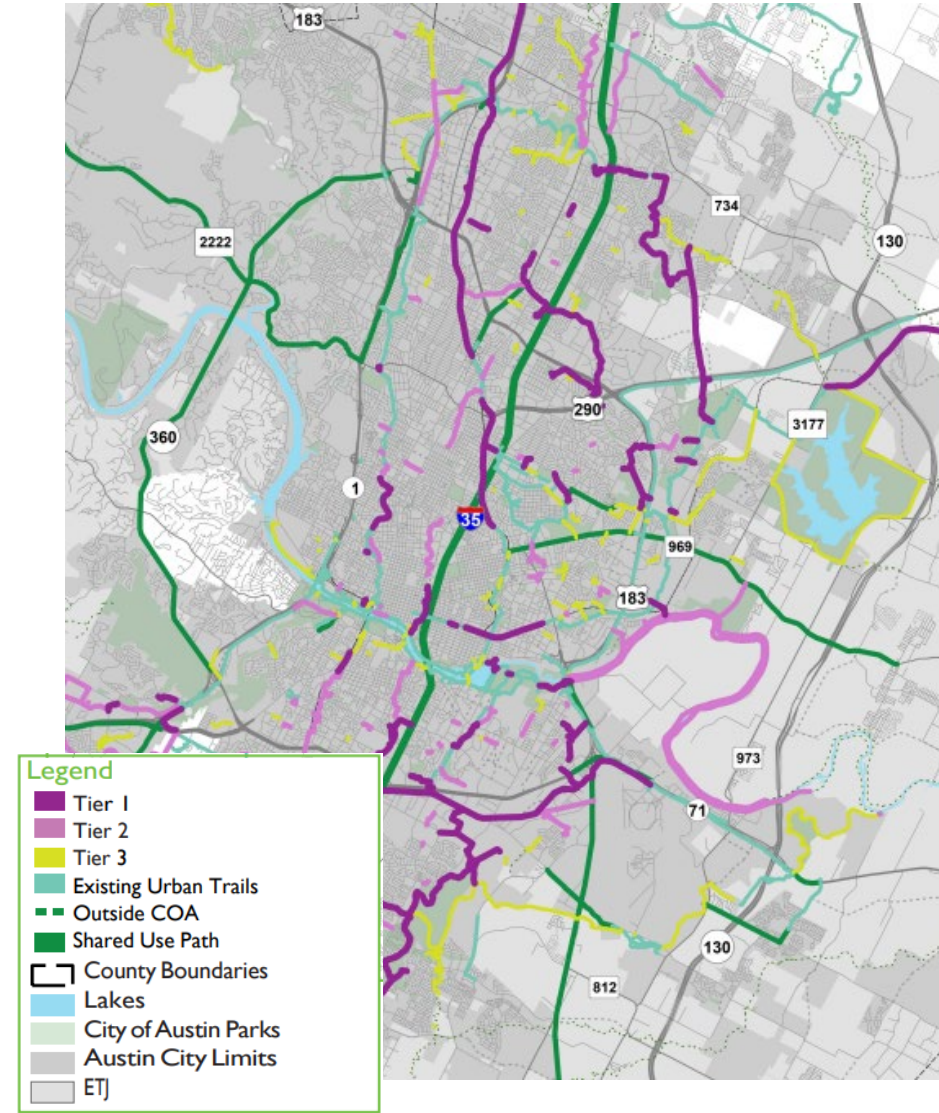 183
734
2222
130
290
3177
360
1
35
969
183
973
71
130
812
Legend
Tier 1
Tier 2
Tier 3
Existing Urban Trails
Outside COA
Shared Use Path
County Boundaries
Lakes
City of Austin Parks
Austin City Limits
ETJ